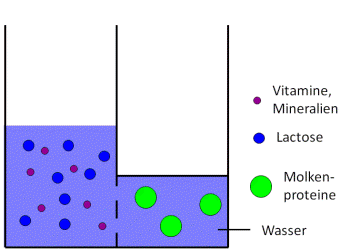 Vitamine,
Mineralien
Lactose
Molken-
proteine
Wasser